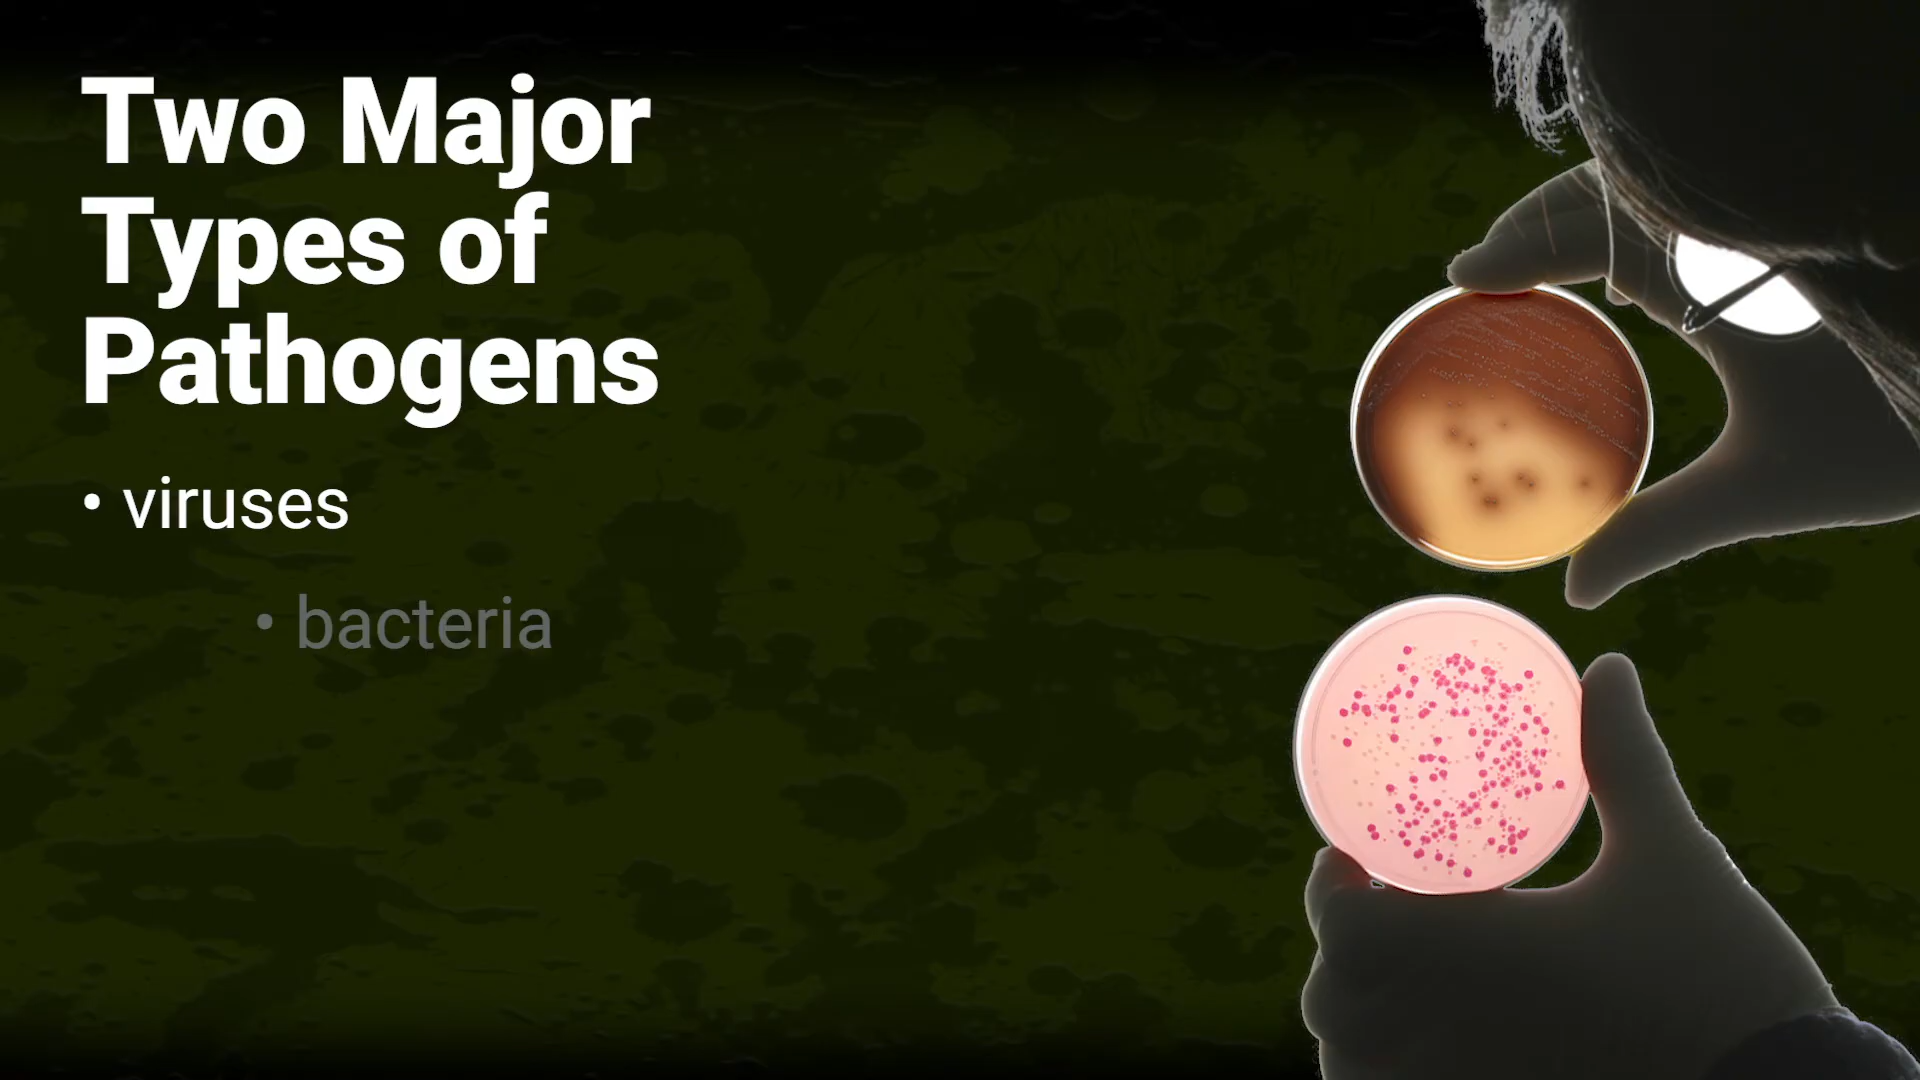 Two Major
Types of
Pathogens
• viruses
• bacteria